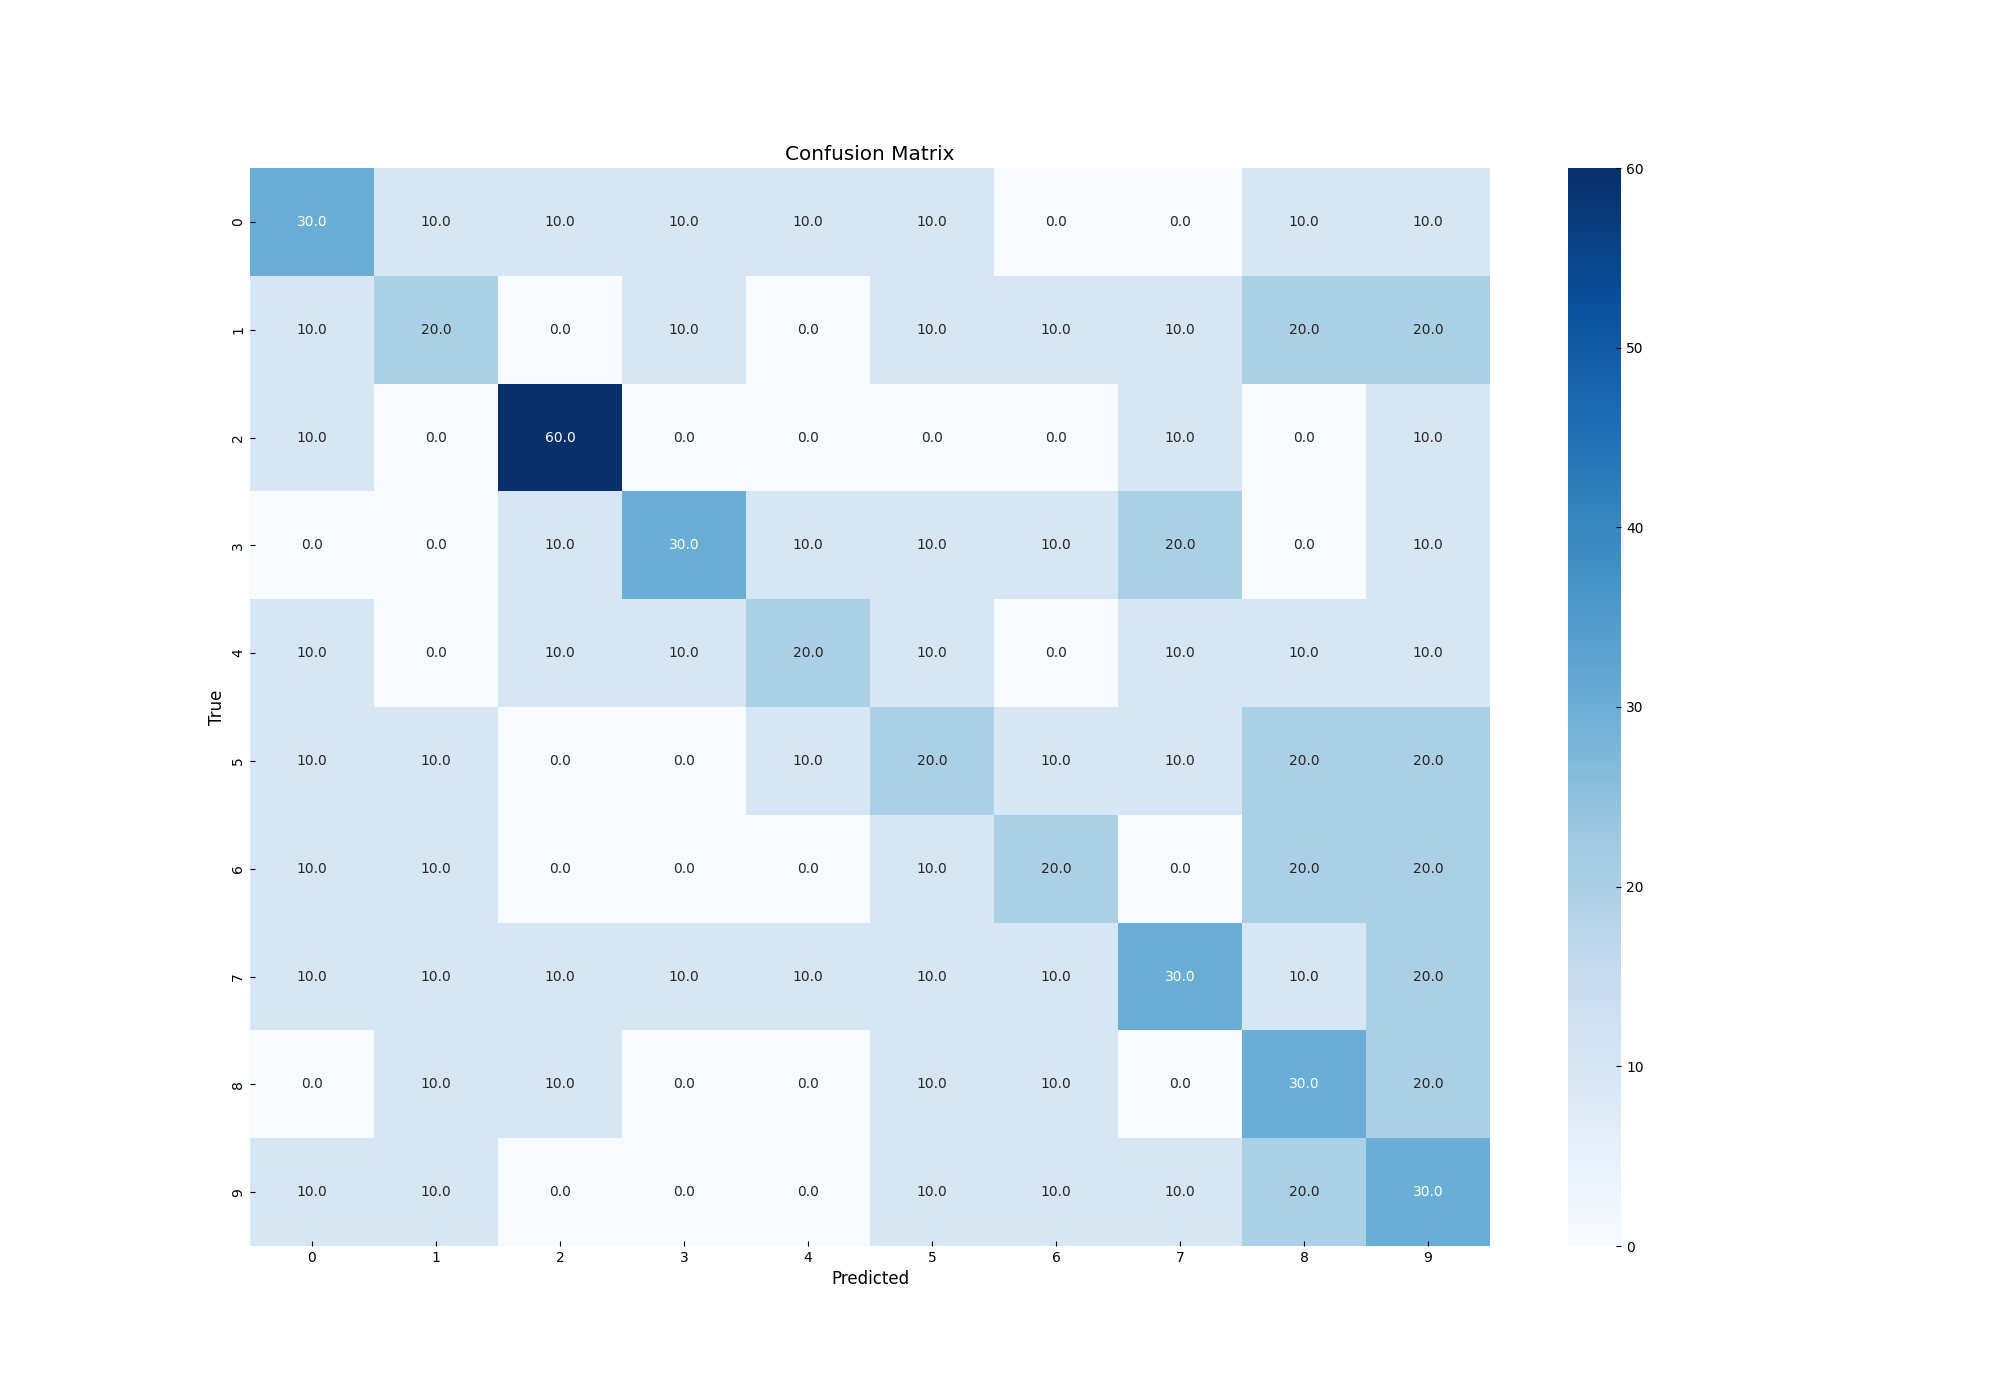 Confusion Matrix
0 30.0 10.0 10.0 10.0 10.0 10.0 0.0 0.0 10.0 10.0
1 10.0 20.0 0.0 10.0 0.0 10.0 10.0 10.0 20.0 20.0
2 10.0 0.0 60.0 0.0 0.0 0.0 0.0 10.0 0.0 10.0
3 0.0 0.0 10.0 30.0 10.0 10.0 10.0 20.0 0.0 10.0
4 10.0 0.0 10.0 10.0 20.0 10.0 0.0 10.0 10.0 10.0
True
5 10.0 10.0 0.0 0.0 10.0 20.0 10.0 10.0 20.0 20.0
6 10.0 10.0 0.0 0.0 0.0 10.0 20.0 0.0 20.0 20.0
7 10.0 10.0 10.0 10.0 10.0 10.0 10.0 30.0 10.0 20.0
8 0.0 10.0 10.0 0.0 0.0 10.0 10.0 0.0 30.0 20.0
9 10.0 10.0 0.0 0.0 0.0 10.0 10.0 10.0 20.0 30.0
0 1 2 3 4 5 6 7 8 9
Predicted
60
50
40
30
20
10
0